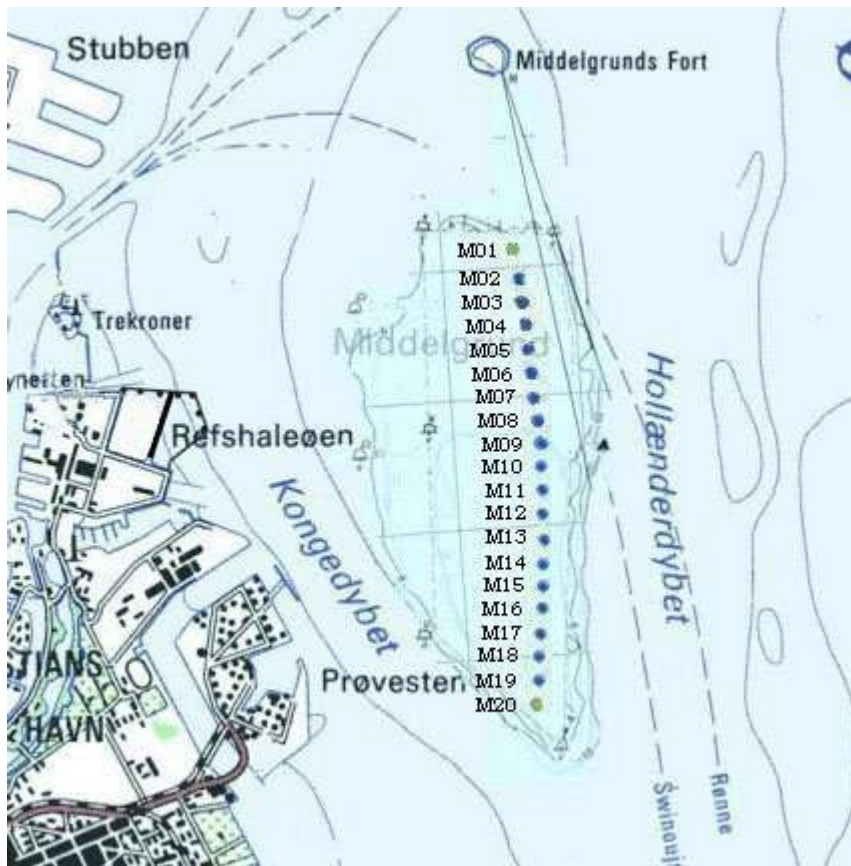 Stubben
Middelgrunds Fort
M01
M02
M03
Trekroner
M04
Middelgrund
M05
M06
M07
M08
Refshaleøen
M09
M10
M11
M12
M13
M14
M15
M16
M17
M18
M19
M20
Hollænderdybet
Kongedybet
Prøvesten
TIANS
HAVN
Rønne